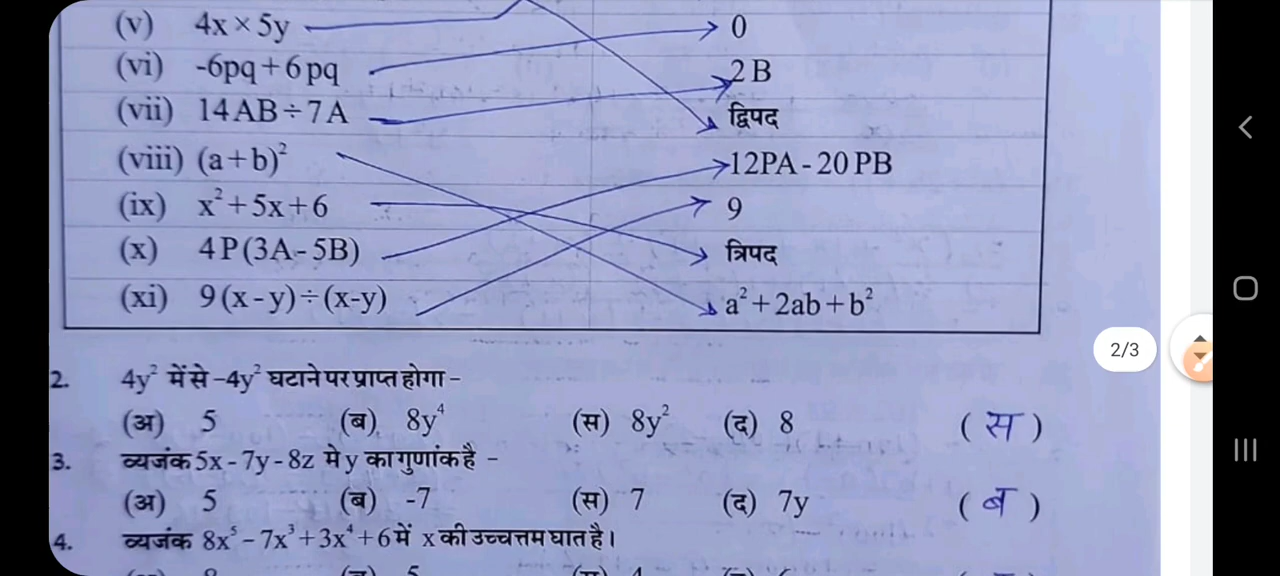 (v) 4x × 5y 0
(vi) -6pq + 6pq 2B
(vii) 14AB ÷ 7A द्विपद
(viii) (a+b)² 12PA - 20PB
(ix) x² + 5x + 6 9
(x) 4P(3A - 5B) त्रिपद
(xi) 9(x - y) ÷ (x-y) a² + 2ab + b²
2/3
2. 4y² में से -4y² घटाने पर प्राप्त होगा -
(अ) 5 (ब) 8y⁴ (स) 8y² (द) 8 (स)
3. व्यजंक 5x - 7y - 8z मे y का गुणांक है -
(अ) 5 (ब) -7 (स) 7 (द) 7y (ब)
4. व्यजंक 8x⁵ - 7x³ + 3x⁴ + 6 में x की उच्चत्तम घात है।